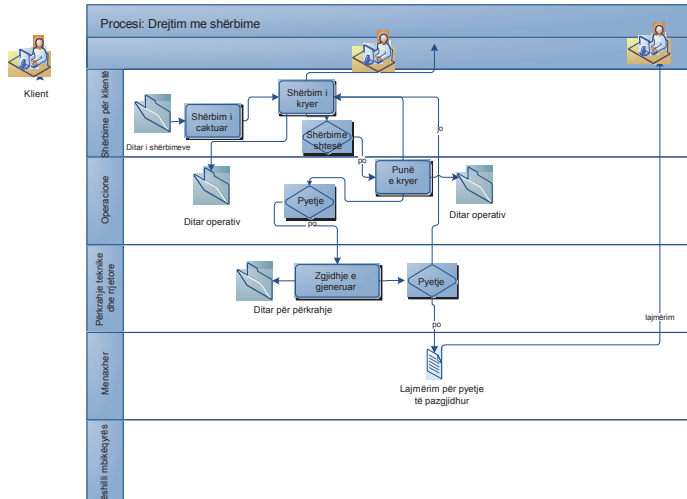 Procesi: Drejtim me shërbime
Klient
Shërbime për klientë
Ditar i shërbimeve
Shërbim i
caktuar
Shërbim i
kryer
Shërbime
shtesë
po
jo
Operacione
Ditar operativ
Pyetje
po
Punë
e kryer
Ditar operativ
Përkrahje teknike
dhe rrjetore
Ditar për përkrahje
Zgjidhje e
gjeneruar
Pyetje
po
lajmërim
Menaxher
Lajmërim për pyetje
të pazgjidhur
mbikëqyrës